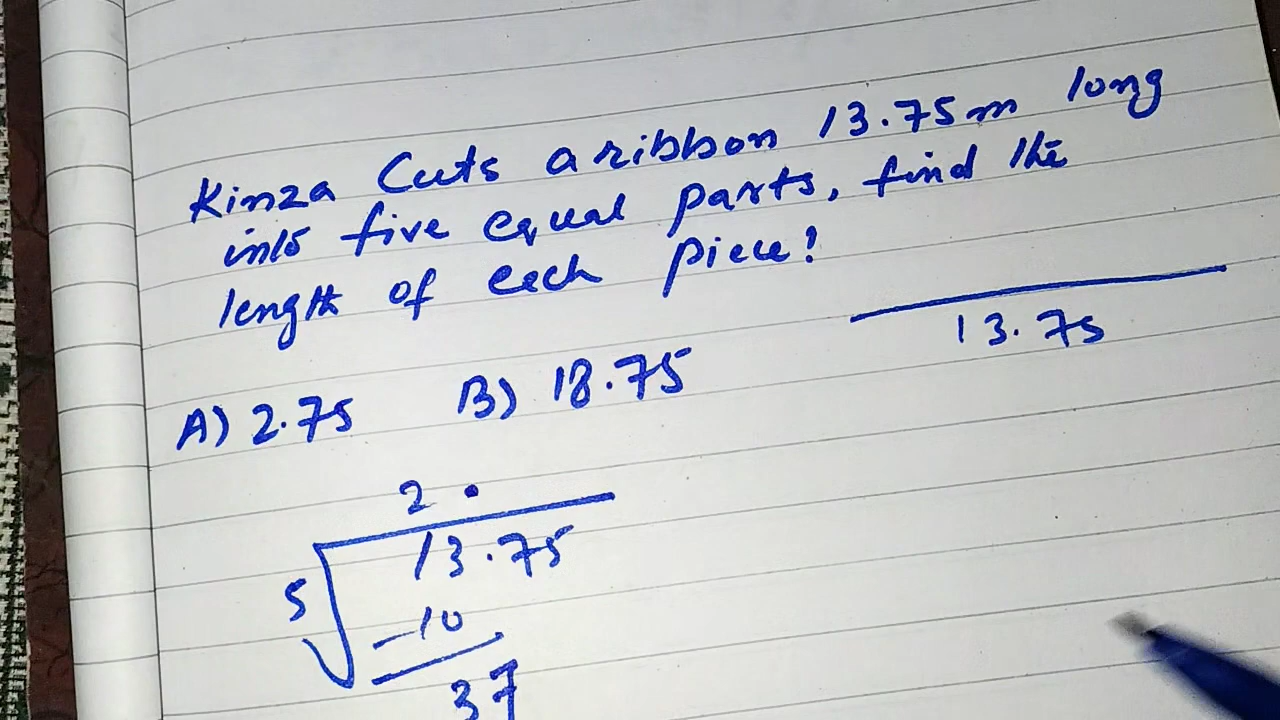 Kinza Cuts a ribbon 13.75m long
into five equal parts, find the
length of each piece?
13.75
A) 2.75 B) 18.75
2.
5 13.75
-10
37